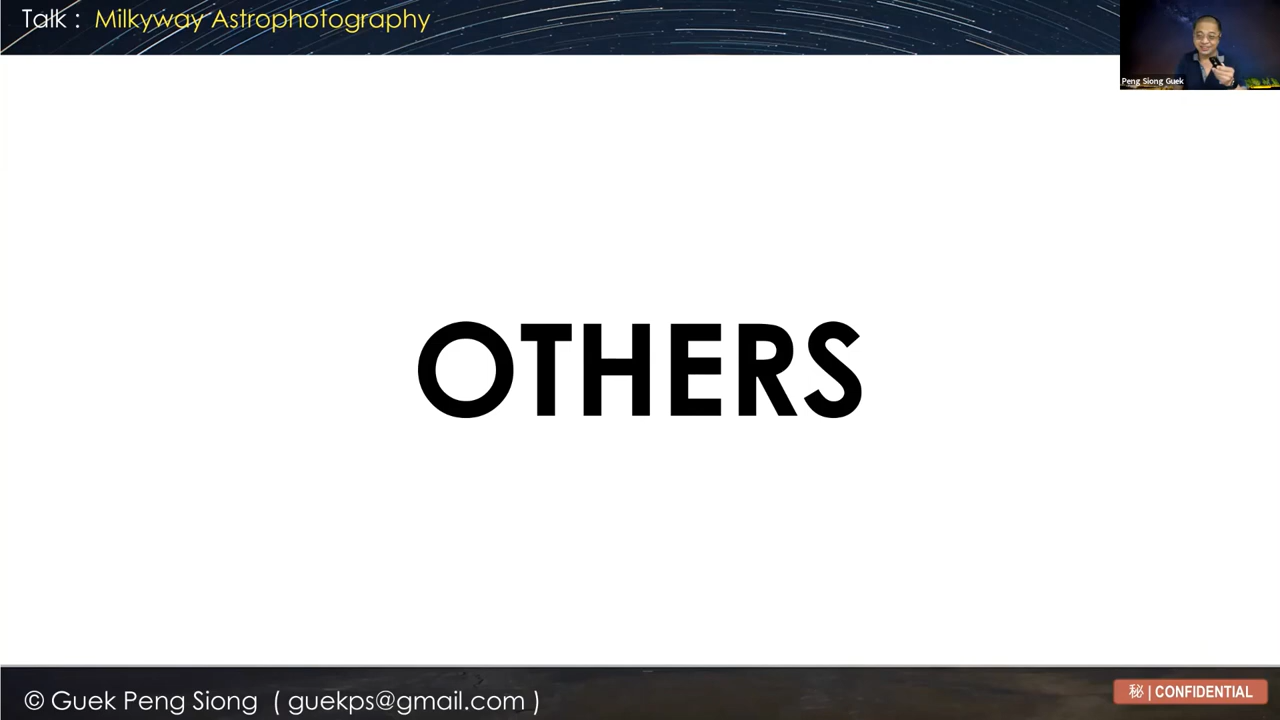 Talk : Milkyway Astrophotography
Peng Siong Guek
OTHERS
© Guek Peng Siong ( guekps@gmail.com )
秘 | CONFIDENTIAL